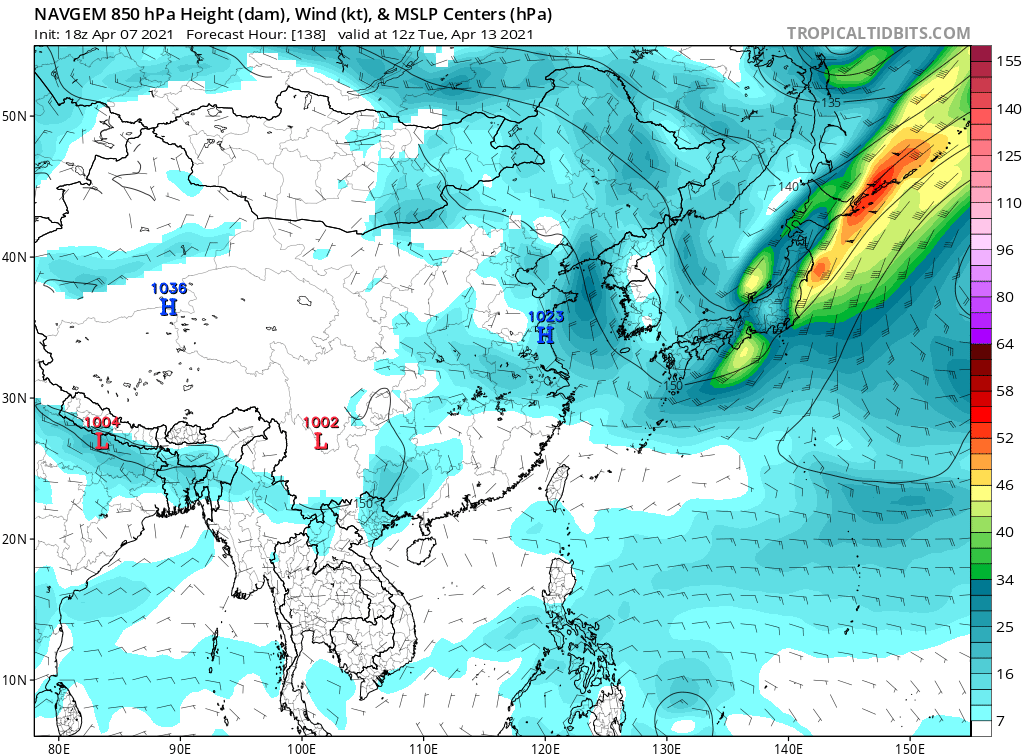 NAVGEM 850 hPa Height (dam), Wind (kt), & MSLP Centers (hPa)
Init: 18z Apr 07 2021 Forecast Hour: [138] valid at 12z Tue, Apr 13 2021
TROPICALTIDBITS.COM
50N
40N
30N
20N
10N
80E 90E 100E 110E 120E 130E 140E 150E
135
140
150
150
1036
H
1023
H
1004
L
1002
L
155
140
125
110
96
80
64
58
52
46
40
34
25
16
7